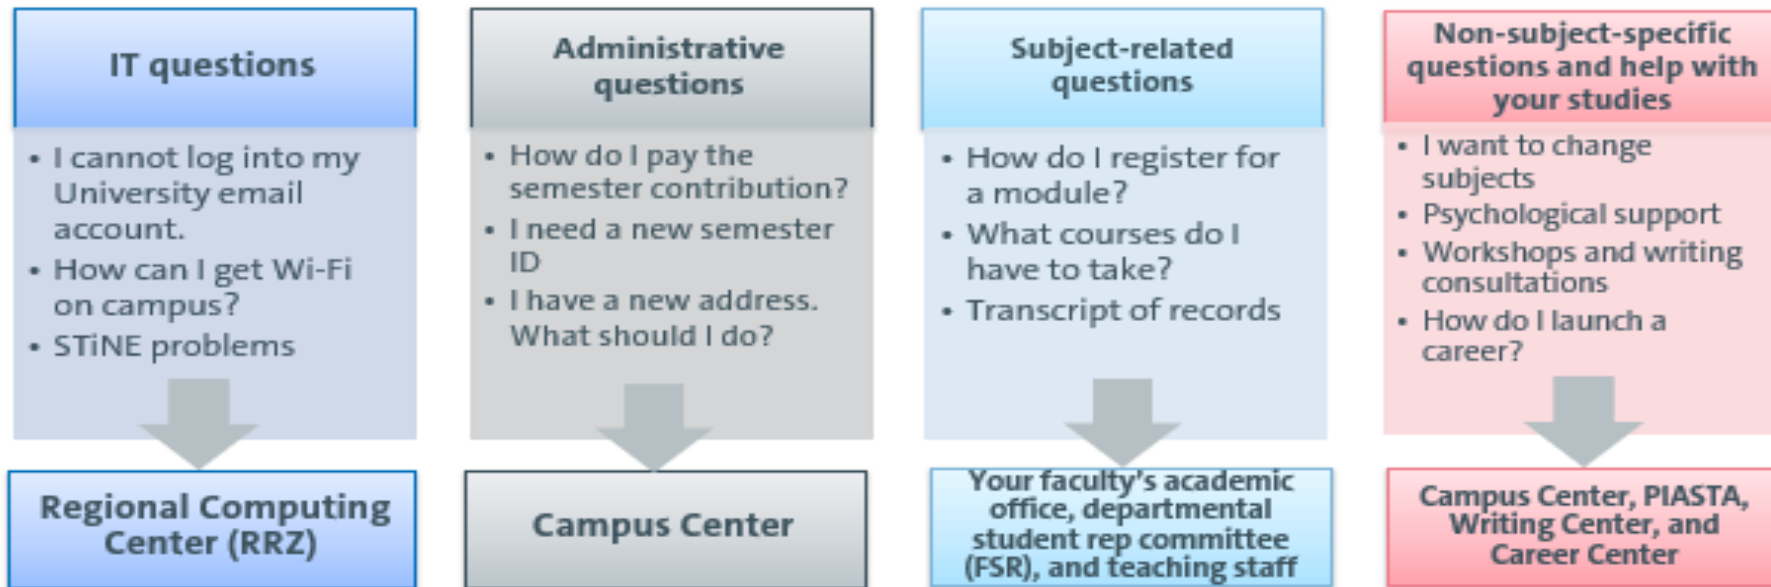 IT questions
• I cannot log into my
University email
account.
• How can I get Wi-Fi
on campus?
• STiNE problems
Regional Computing
Center (RRZ)
Administrative
questions
• How do I pay the
semester contribution?
• I need a new semester
ID
• I have a new address.
What should I do?
Campus Center
Subject-related
questions
• How do I register for
a module?
• What courses do I
have to take?
• Transcript of records
Your faculty's academic
office, departmental
student rep committee
(FSR), and teaching staff
Non-subject-specific
questions and help with
your studies
• I want to change
subjects
• Psychological support
• Workshops and writing
consultations
• How do I launch a
career?
Campus Center, PIASTA,
Writing Center, and
Career Center